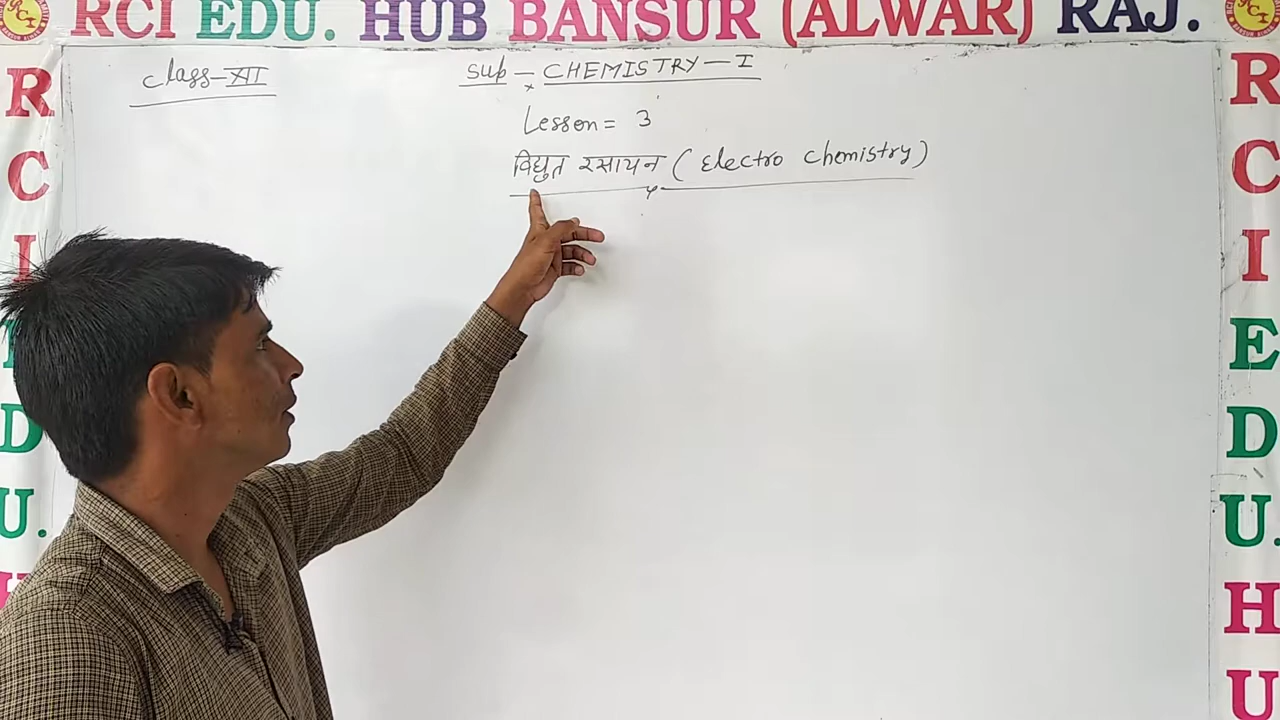 RCI EDU. HUB BANSUR (ALWAR) RAJ.
Class-XII
Sub - CHEMISTRY-I
Lesson = 3
विद्युत रसायन ( Electro chemistry )
R
C
I
E
D
U.
H
U
R
C
I
D
U.